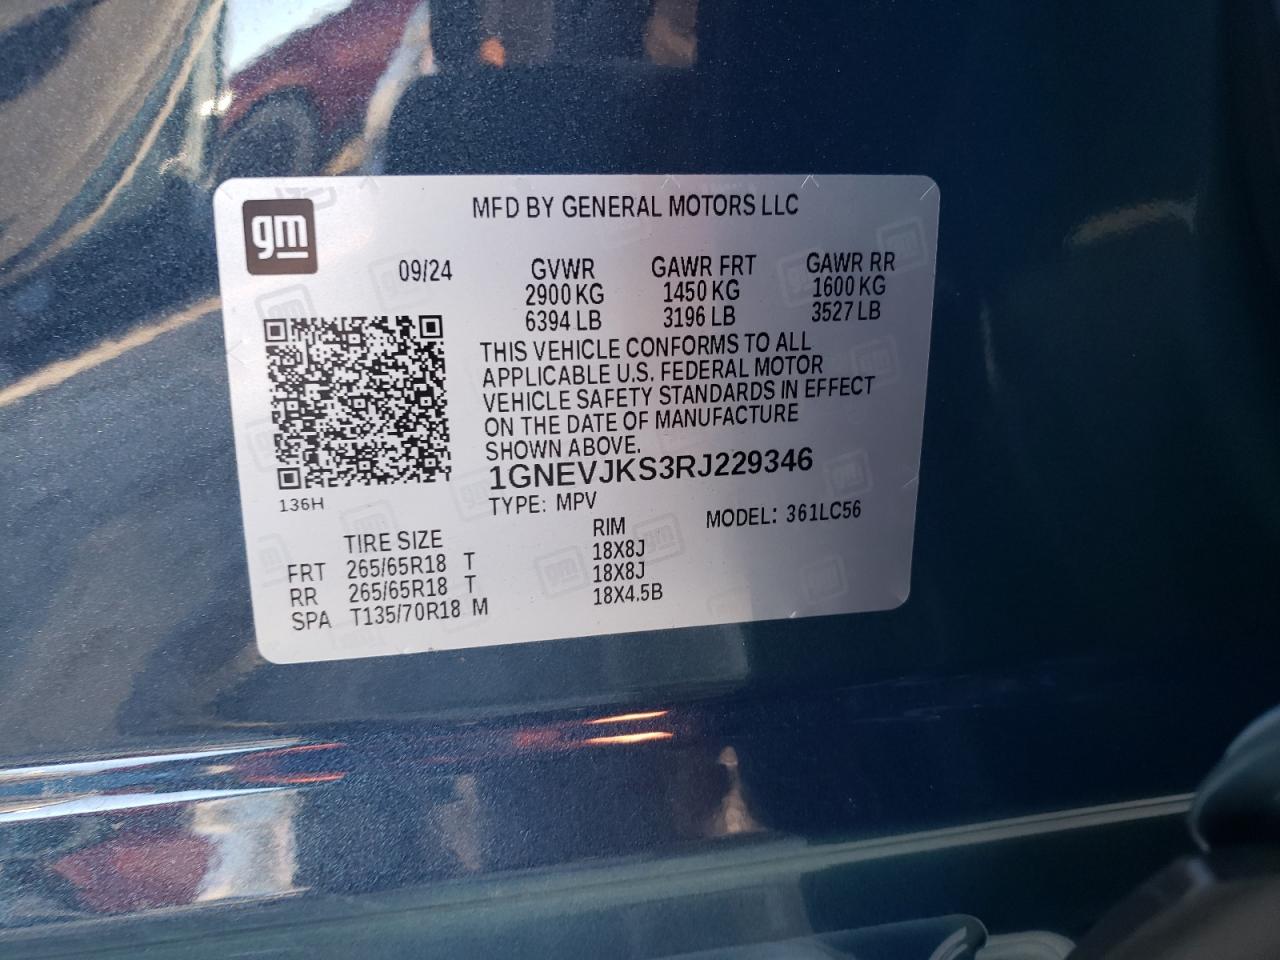 MFD BY GENERAL MOTORS LLC
gm
09/24 GVWR GAWR FRT GAWR RR
2900 KG 1450 KG 1600 KG
6394 LB 3196 LB 3527 LB
THIS VEHICLE CONFORMS TO ALL
APPLICABLE U.S. FEDERAL MOTOR
VEHICLE SAFETY STANDARDS IN EFFECT
ON THE DATE OF MANUFACTURE
SHOWN ABOVE.
1GNEVJKS3RJ229346
136H
TYPE: MPV MODEL: 361LC56
TIRE SIZE RIM
FRT 265/65R18 T 18X8J
RR 265/65R18 T 18X8J
SPA T135/70R18 M 18X4.5B